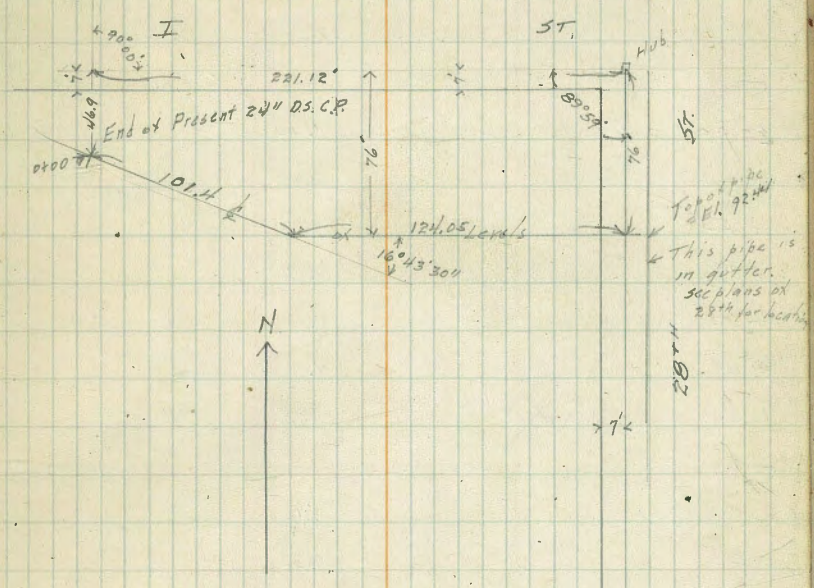 I ST.
90° 00'
Hub
7'
221.12'
7'
46.9
End of Present 24" D.S.C.P.
76'
89°59'
76'
ST.
0+00
101.4
Top of pipe
El. 92.44
124.05 Levels
16°43'30"
This pipe is
in gutter.
see plans of
28th for location
N
28TH
7'